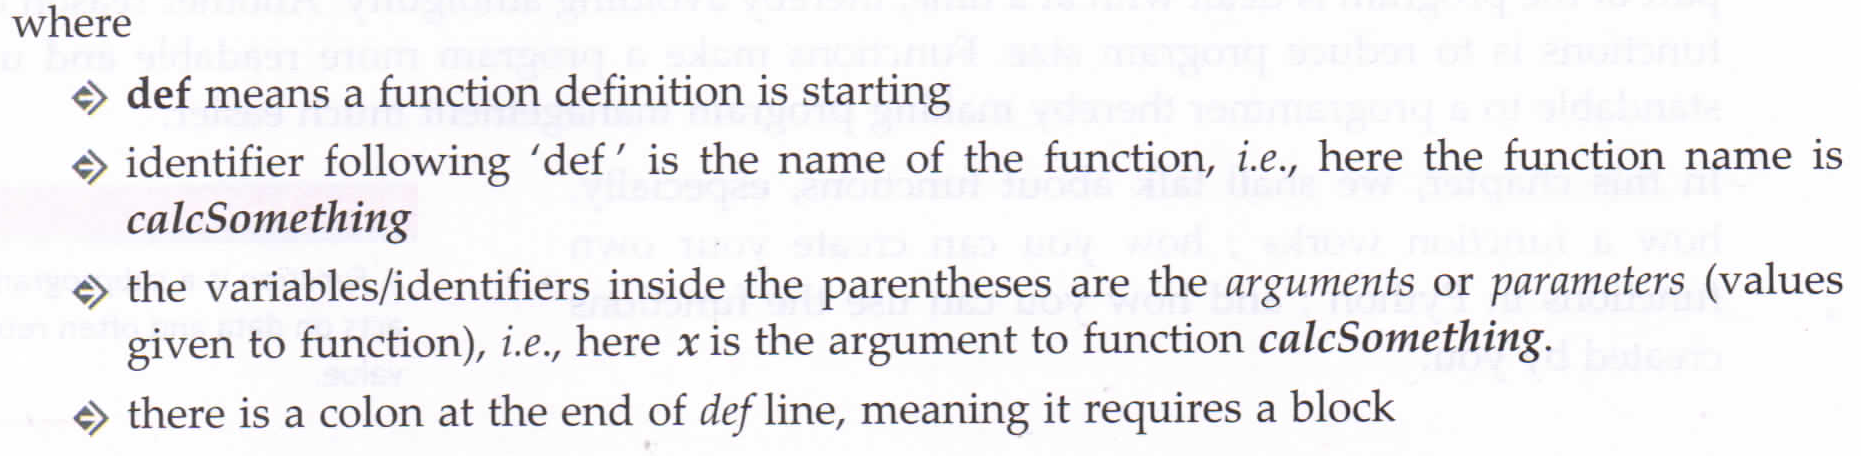 where
def means a function definition is starting
identifier following ‘def’ is the name of the function, i.e., here the function name is
calcSomething
the variables/identifiers inside the parentheses are the arguments or parameters (values
given to function), i.e., here x is the argument to function calcSomething.
there is a colon at the end of def line, meaning it requires a block